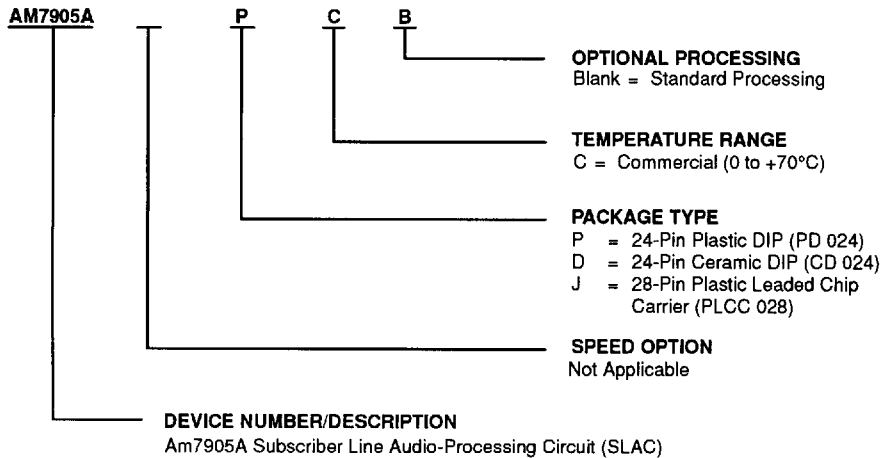 AM7905A P C B
OPTIONAL PROCESSING
Blank = Standard Processing
TEMPERATURE RANGE
C = Commercial (0 to +70°C)
PACKAGE TYPE
P = 24-Pin Plastic DIP (PD 024)
D = 24-Pin Ceramic DIP (CD 024)
J = 28-Pin Plastic Leaded Chip
Carrier (PLCC 028)
SPEED OPTION
Not Applicable
DEVICE NUMBER/DESCRIPTION
Am7905A Subscriber Line Audio-Processing Circuit (SLAC)